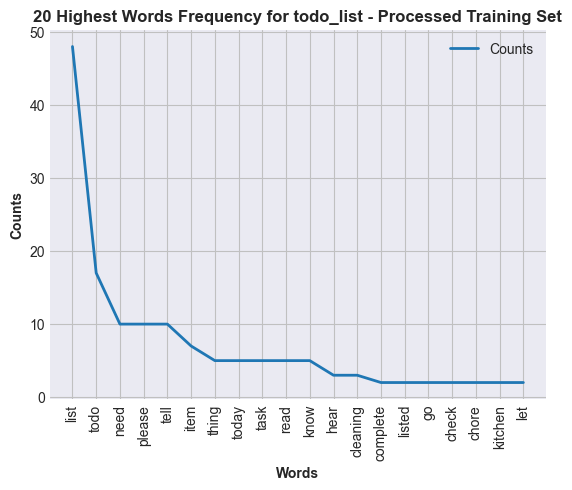 20 Highest Words Frequency for todo_list - Processed Training Set
Counts
50
40
30
20
10
0
Counts
list
todo
need
please
tell
item
thing
today
task
read
know
hear
cleaning
complete
listed
go
check
chore
kitchen
let
Words